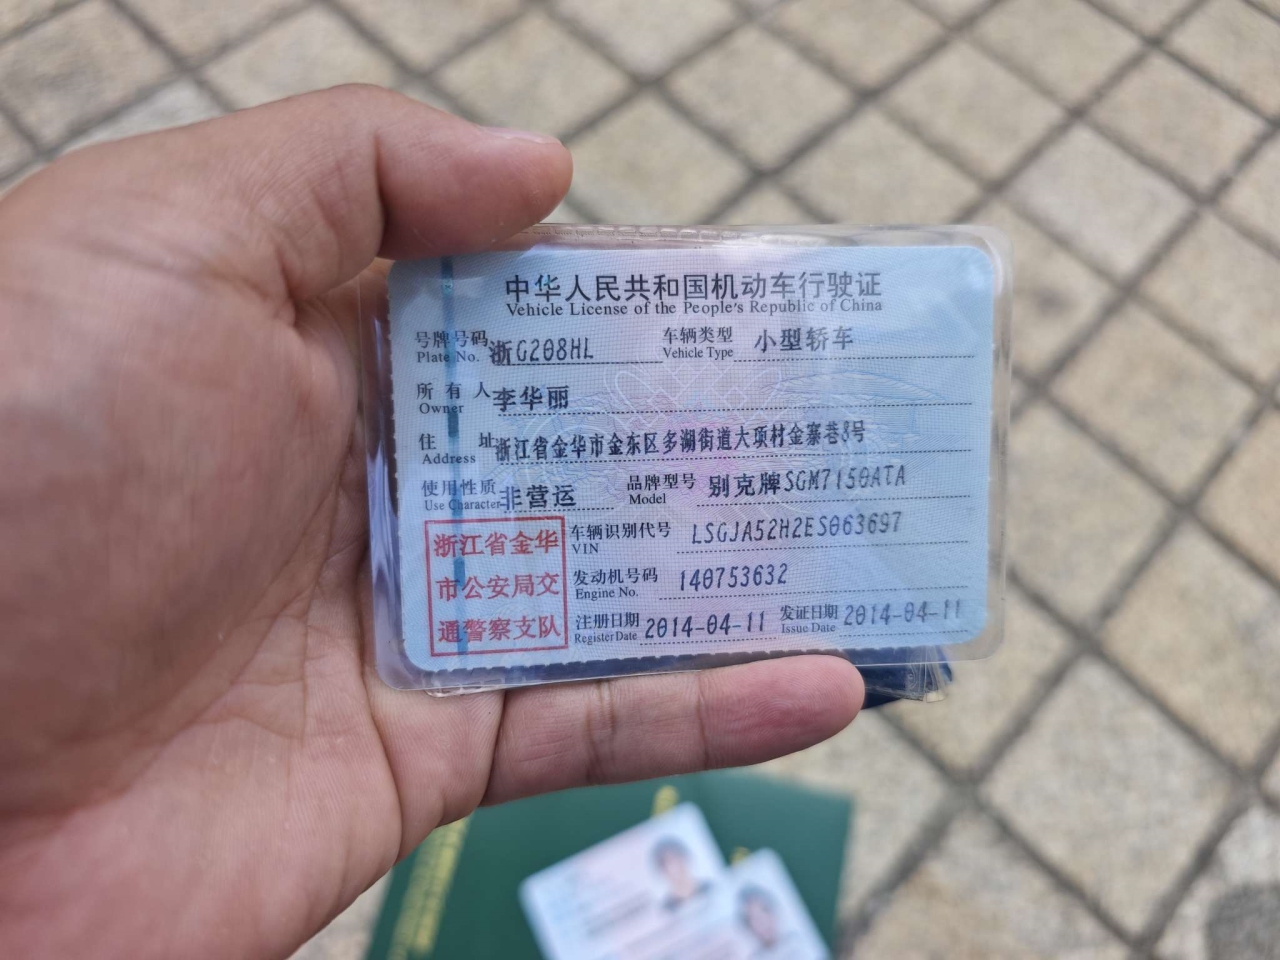 中华人民共和国机动车行驶证
Vehicle License of the People's Republic of China
号牌号码 浙G208HL 车辆类型 小型轿车
Plate No. Vehicle Type
所有人 李华丽
Owner
住址 浙江省金华市金东区多湖街道大项村金寨巷8号
Address
使用性质 非营运 品牌型号 别克牌SGM7150ATA
Use Character Model
浙江省金华
市公安局交
通警察支队
车辆识别代号 LSGJA52H2ES063697
VIN
发动机号码 140753632
Engine No.
注册日期 2014-04-11 发证日期 2014-04-11
Register Date Issue Date